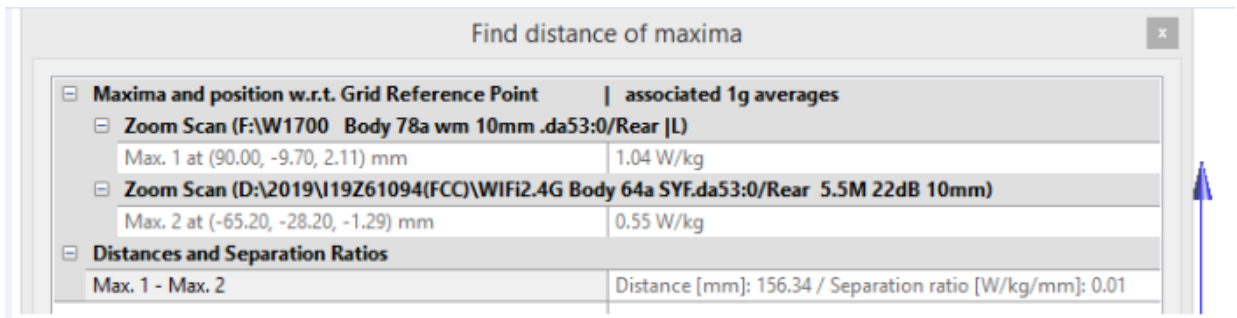 Find distance of maxima
x
Maxima and position w.r.t. Grid Reference Point | associated 1g averages
Zoom Scan (F:\W1700 Body 78a wm 10mm .da53:0/Rear |L)
Max. 1 at (90.00, -9.70, 2.11) mm 1.04 W/kg
Zoom Scan (D:\2019\I19Z61094(FCC)\WIFi2.4G Body 64a SYF.da53:0/Rear 5.5M 22dB 10mm)
Max. 2 at (-65.20, -28.20, -1.29) mm 0.55 W/kg
Distances and Separation Ratios
Max. 1 - Max. 2 Distance [mm]: 156.34 / Separation ratio [W/kg/mm]: 0.01